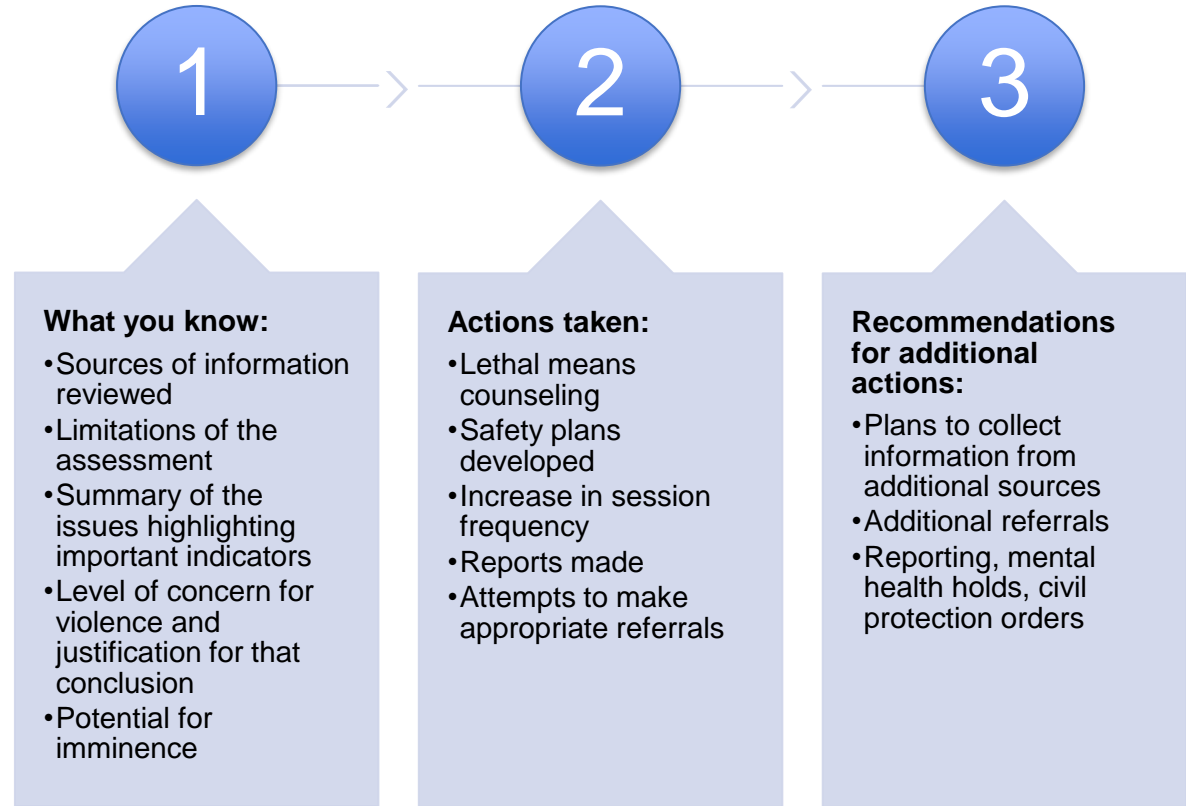 1
2
3
What you know:
•Sources of information
reviewed
•Limitations of the
assessment
•Summary of the
issues highlighting
important indicators
•Level of concern for
violence and
justification for that
conclusion
•Potential for
imminence
Actions taken:
•Lethal means
counseling
•Safety plans
developed
•Increase in session
frequency
•Reports made
•Attempts to make
appropriate referrals
Recommendations
for additional
actions:
•Plans to collect
information from
additional sources
•Additional referrals
•Reporting, mental
health holds, civil
protection orders